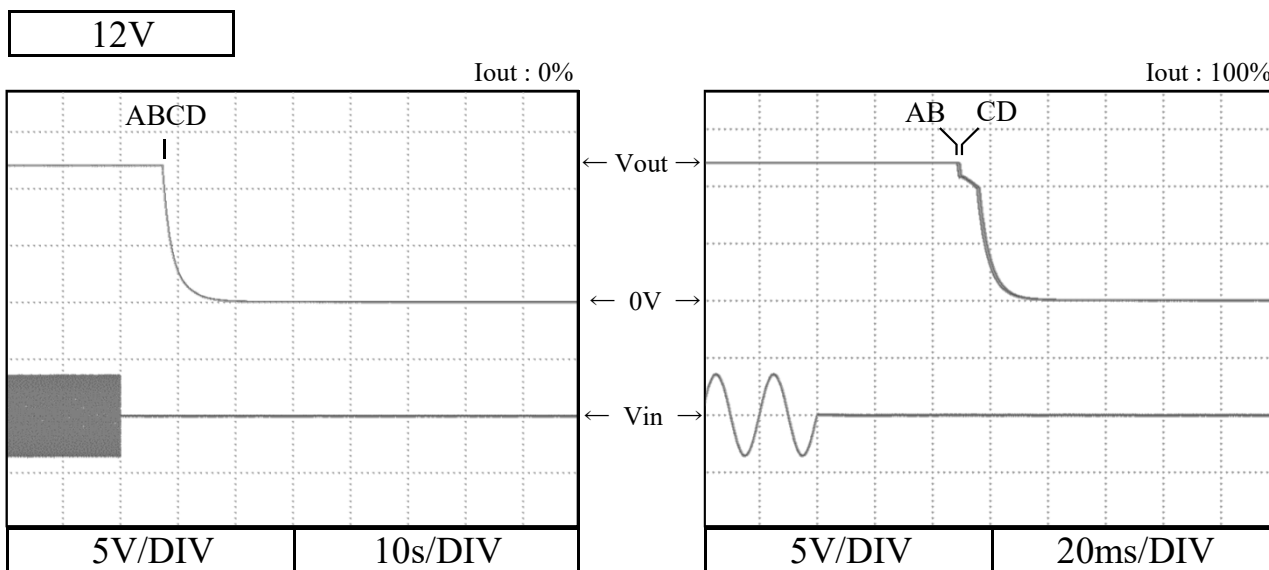 12V
Iout : 0%
Iout : 100%
ABCD
AB CD
← Vout →
← 0V →
← Vin →
5V/DIV 10s/DIV
5V/DIV 20ms/DIV